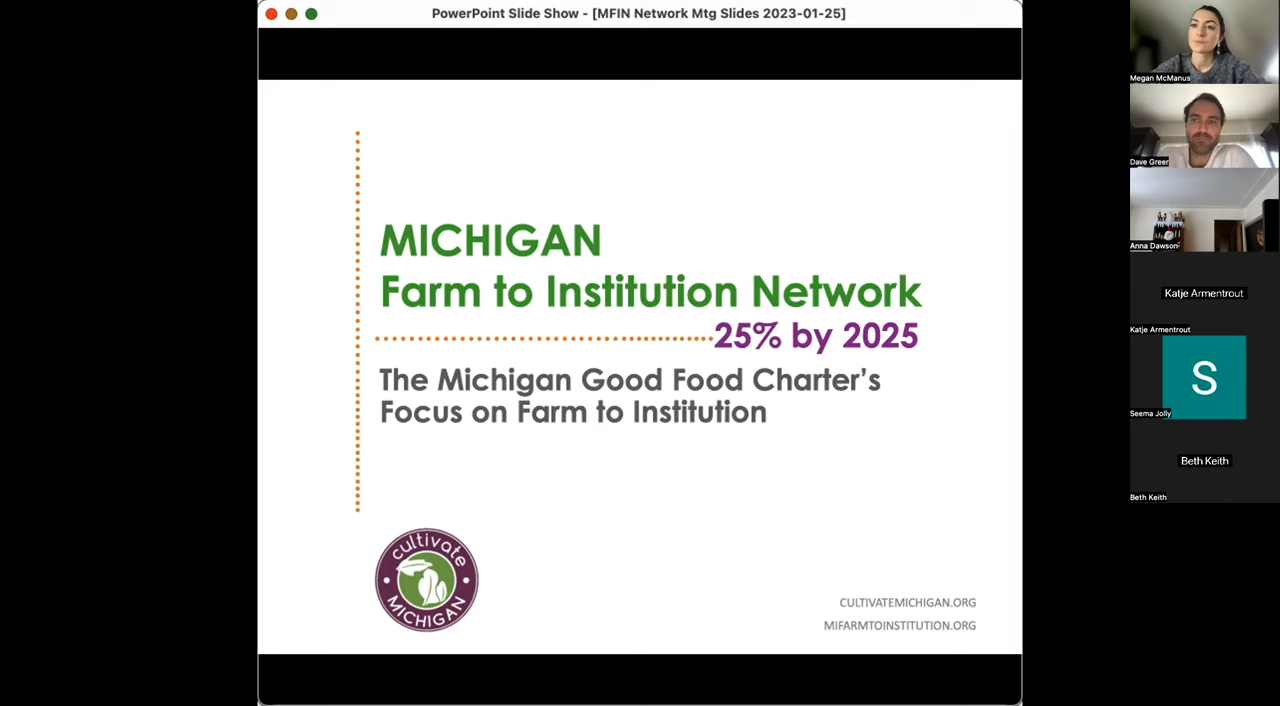 PowerPoint Slide Show - [MFIN Network Mtg Slides 2023-01-25]
MICHIGAN
Farm to Institution Network
25% by 2025
The Michigan Good Food Charter's
Focus on Farm to Institution
cultivate
MICHIGAN
CULTIVATEMICHIGAN.ORG
MIFARMTOINSTITUTION.ORG
Megan McManus
Dave Greer
Anna Dawson
Katje Armentrout
Katje Armentrout
S
Seema Jolly
Beth Keith
Beth Keith